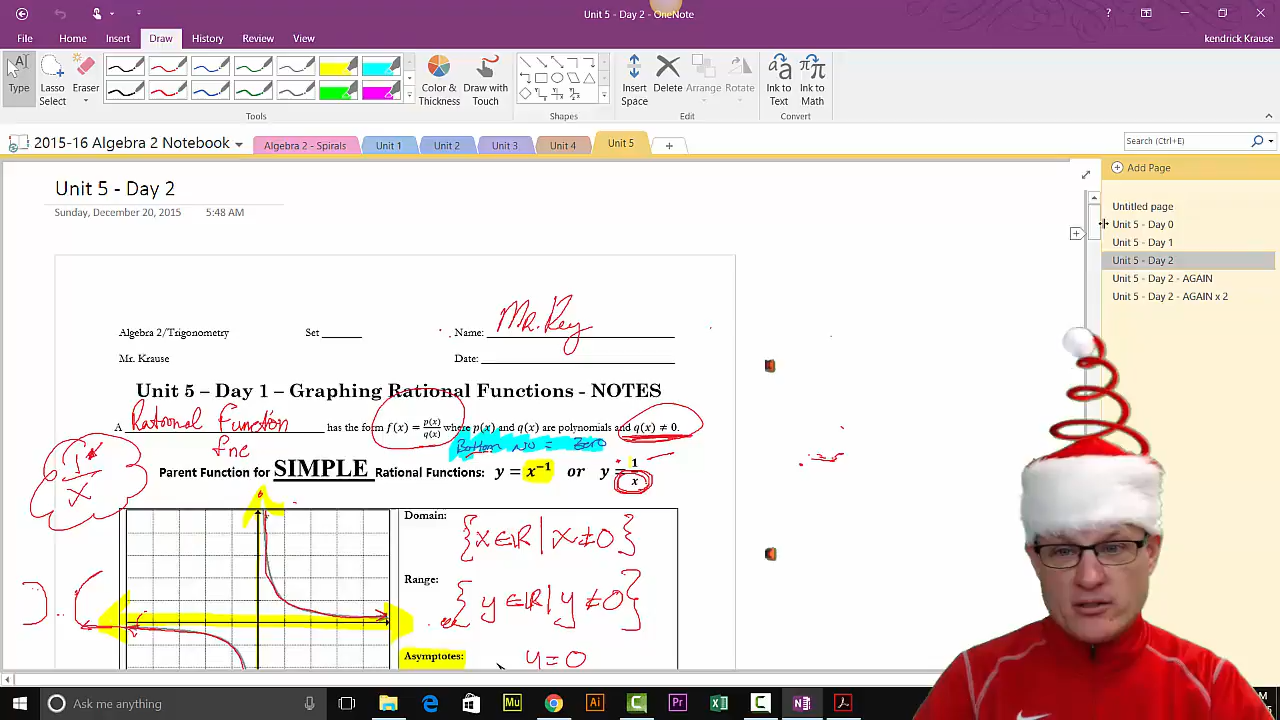 Unit 5 - Day 2 - OneNote
File Home Insert Draw History Review View
kendrick Krause
Type
Lasso Select
Eraser
Color & Thickness
Draw with Touch
Insert Space
Delete
Arrange
Rotate
Ink to Text
Ink to Math
Tools
Shapes
Edit
Convert
2015-16 Algebra 2 Notebook
Algebra 2 - Spirals
Unit 1
Unit 2
Unit 3
Unit 4
Unit 5
Search (Ctrl+E)
Add Page
Untitled page
Unit 5 - Day 0
Unit 5 - Day 1
Unit 5 - Day 2
Unit 5 - Day 2 - AGAIN
Unit 5 - Day 2 - AGAIN x 2
Unit 5 - Day 2
Sunday, December 20, 2015 5:48 AM
Algebra 2/Trigonometry Set _____ Name: Mr. Key
Mr. Krause Date:
Unit 5 – Day 1 – Graphing Rational Functions - NOTES
A Rational Function has the form f(x) = p(x)/q(x) where p(x) and q(x) are polynomials and q(x) ≠ 0.
fnc
Bottom NO = Zero
1/x
Parent Function for SIMPLE Rational Functions: y = x⁻¹ or y = 1/x
Domain:
{x∈ℝ | x≠0}
Range:
{y∈ℝ | y≠0}
Asymptotes:
y=0
Ask me anything